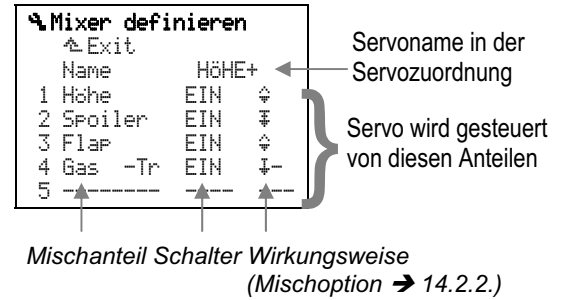 Mixer definieren
Exit
Name HöHE+
1 Höhe EIN
2 Spoiler EIN
3 Flap EIN
4 Gas -Tr EIN -
5 -------- ---- ---
Servoname in der
Servozuordnung
Servo wird gesteuert
von diesen Anteilen
Mischanteil Schalter Wirkungsweise
(Mischoption ➔ 14.2.2.)